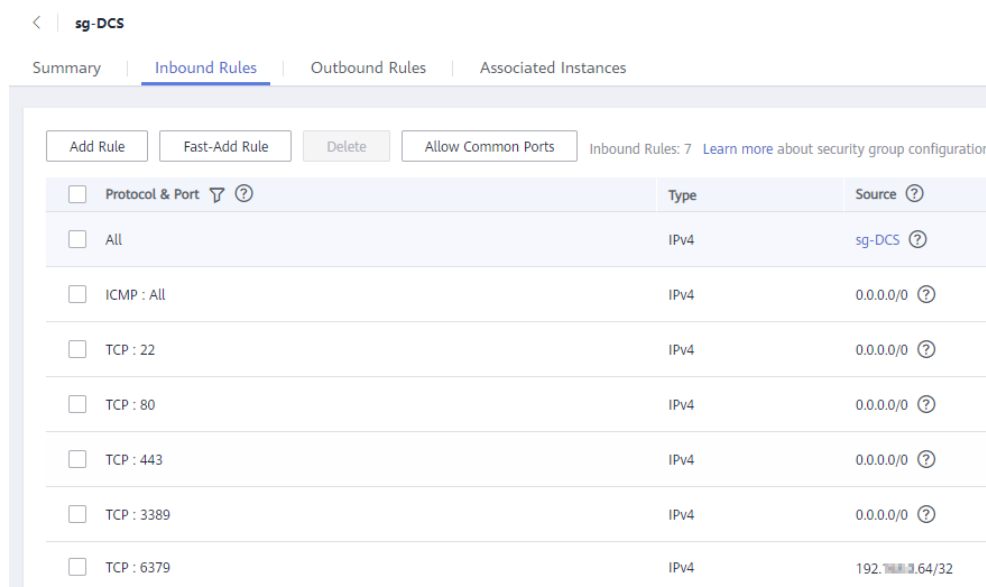 sg-DCS
Summary Inbound Rules Outbound Rules Associated Instances
Add Rule Fast-Add Rule Delete Allow Common Ports Inbound Rules: 7 Learn more about security group configuration
Protocol & Port Type Source
All IPv4 sg-DCS
ICMP : All IPv4 0.0.0.0/0
TCP : 22 IPv4 0.0.0.0/0
TCP : 80 IPv4 0.0.0.0/0
TCP : 443 IPv4 0.0.0.0/0
TCP : 3389 IPv4 0.0.0.0/0
TCP : 6379 IPv4 192. .64/32